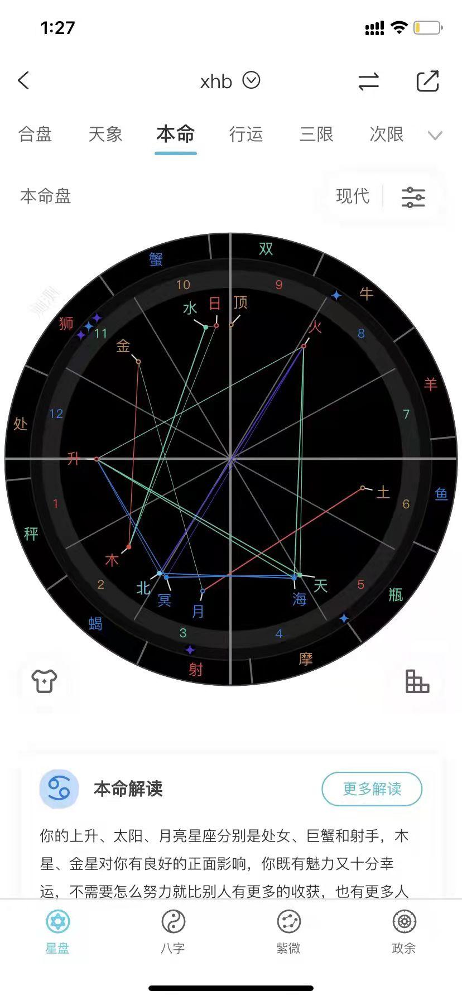 1:27
xhb
合盘 天象 本命 行运 三限 次限
本命盘 现代
双
蟹
牛
10
9
水 日 顶
狮
11
火
8
金
羊
12
7
处
升
土
鱼
1
6
秤
木
2
北
冥
月
海
天
5
瓶
蝎
3
4
射
摩
测测
本命解读
更多解读
你的上升、太阳、月亮星座分别是处女、巨蟹和射手，木
星、金星对你有良好的正面影响，你既有魅力又十分幸
运，不需要怎么努力就比别人有更多的收获，也有更多人
星盘 八字 紫微 政余